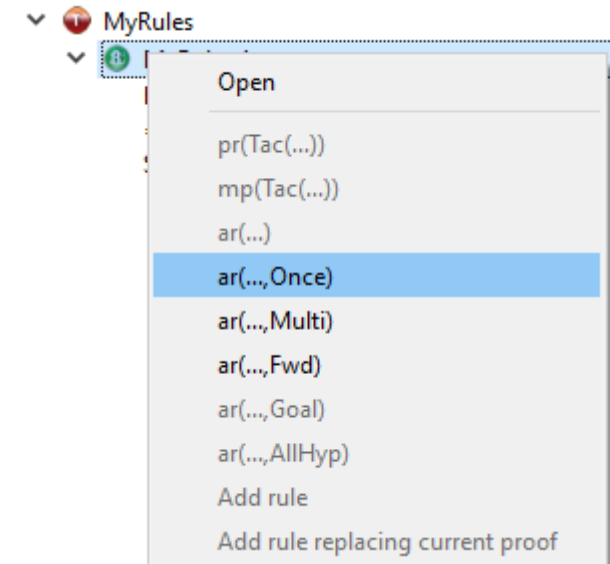 MyRules
Open
pr(Tac(...))
mp(Tac(...))
ar(...)
ar(...,Once)
ar(...,Multi)
ar(...,Fwd)
ar(...,Goal)
ar(...,AllHyp)
Add rule
Add rule replacing current proof